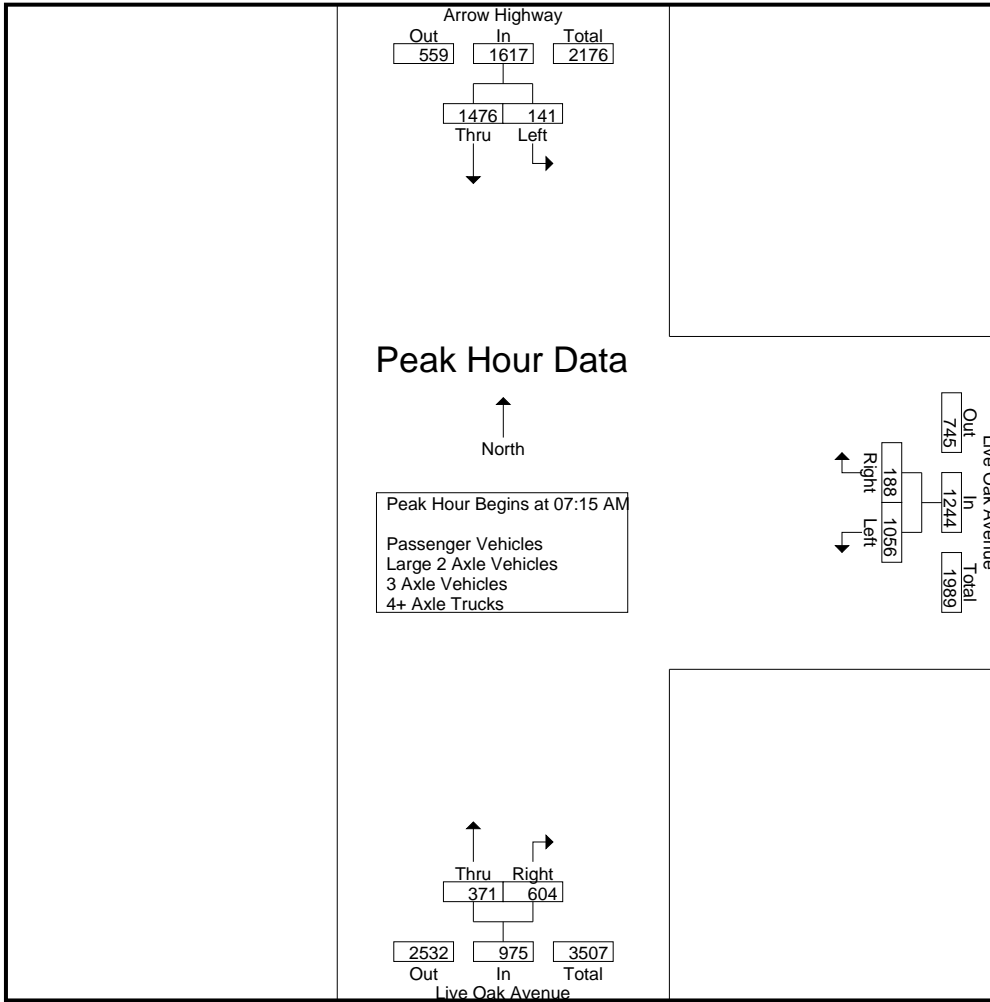 Arrow Highway
Out In Total
559 1617 2176
1476 141
Thru Left
Peak Hour Data
North
Peak Hour Begins at 07:15 AM
Passenger Vehicles
Large 2 Axle Vehicles
3 Axle Vehicles
4+ Axle Trucks
Live Oak Avenue
Out In Total
745 1244 1989
188 1056
Right Left
Thru Right
371 604
2532 975 3507
Out In Total
Live Oak Avenue